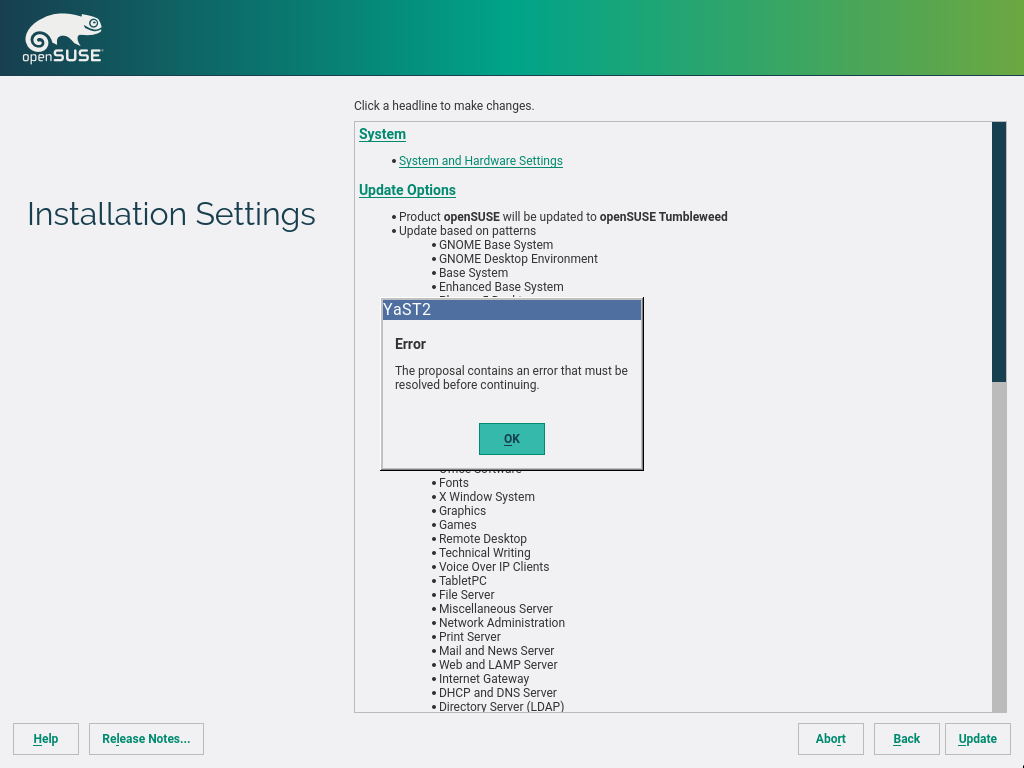 openSUSE
Click a headline to make changes.
System
System and Hardware Settings
Installation Settings
Update Options
Product openSUSE will be updated to openSUSE Tumbleweed
Update based on patterns
GNOME Base System
GNOME Desktop Environment
Base System
Enhanced Base System
YaST2
Error
The proposal contains an error that must be
resolved before continuing.
OK
Office Software
Fonts
X Window System
Graphics
Games
Remote Desktop
Technical Writing
Voice Over IP Clients
TabletPC
File Server
Miscellaneous Server
Network Administration
Print Server
Mail and News Server
Web and LAMP Server
Internet Gateway
DHCP and DNS Server
Directory Server (LDAP)
Help
Release Notes...
Abort
Back
Update